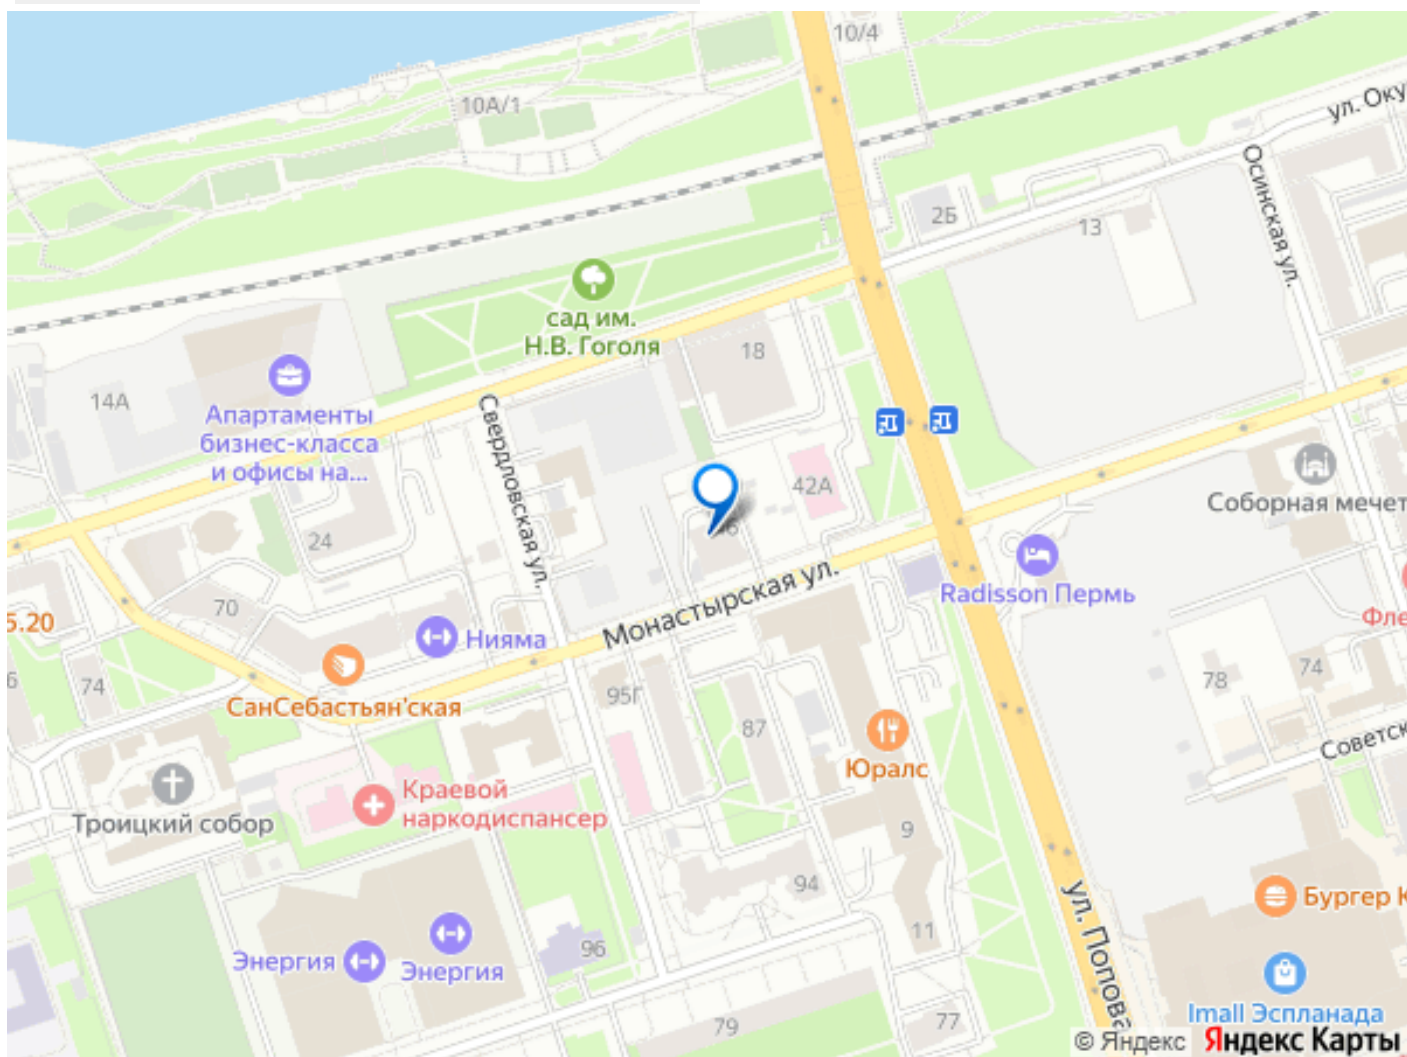 10/4
10А/1
ул. Оку
Осинская ул.
2Б
13
сад им.
Н.В. Гоголя
18
14А
Апартаменты
бизнес-класса
и офисы на...
Свердловская ул.
42А
Соборная мечет
24
Radisson Пермь
Монастырская ул.
70
5.20
Фле
Нияма
74
6
78
74
95Г
СанСебастьян'ская
87
Советск
Юралс
Краевой
наркодиспансер
Троицкий собор
9
94
ул. Попова
Бургер К
11
96
Энергия
Энергия
Imall Эспланада
79
77
© Яндекс Яндекс Карты